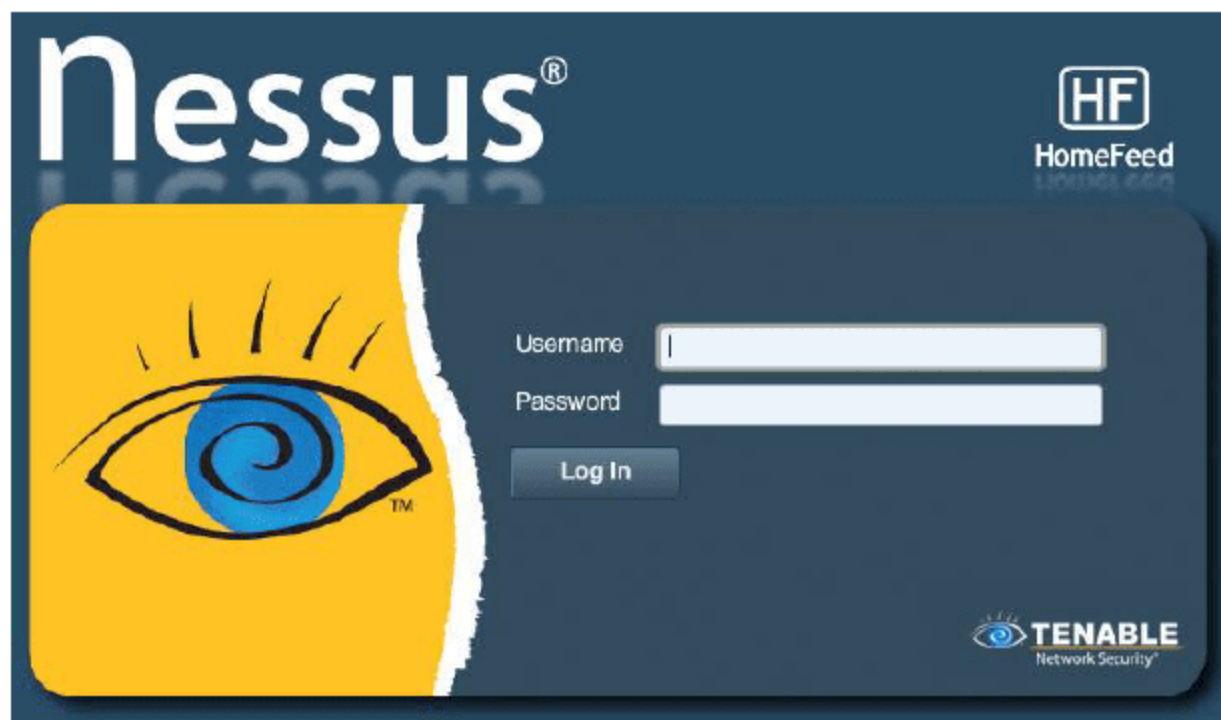 Nessus®
HF
HomeFeed
Username
Password
Log In
TM
TENABLE
Network Security®